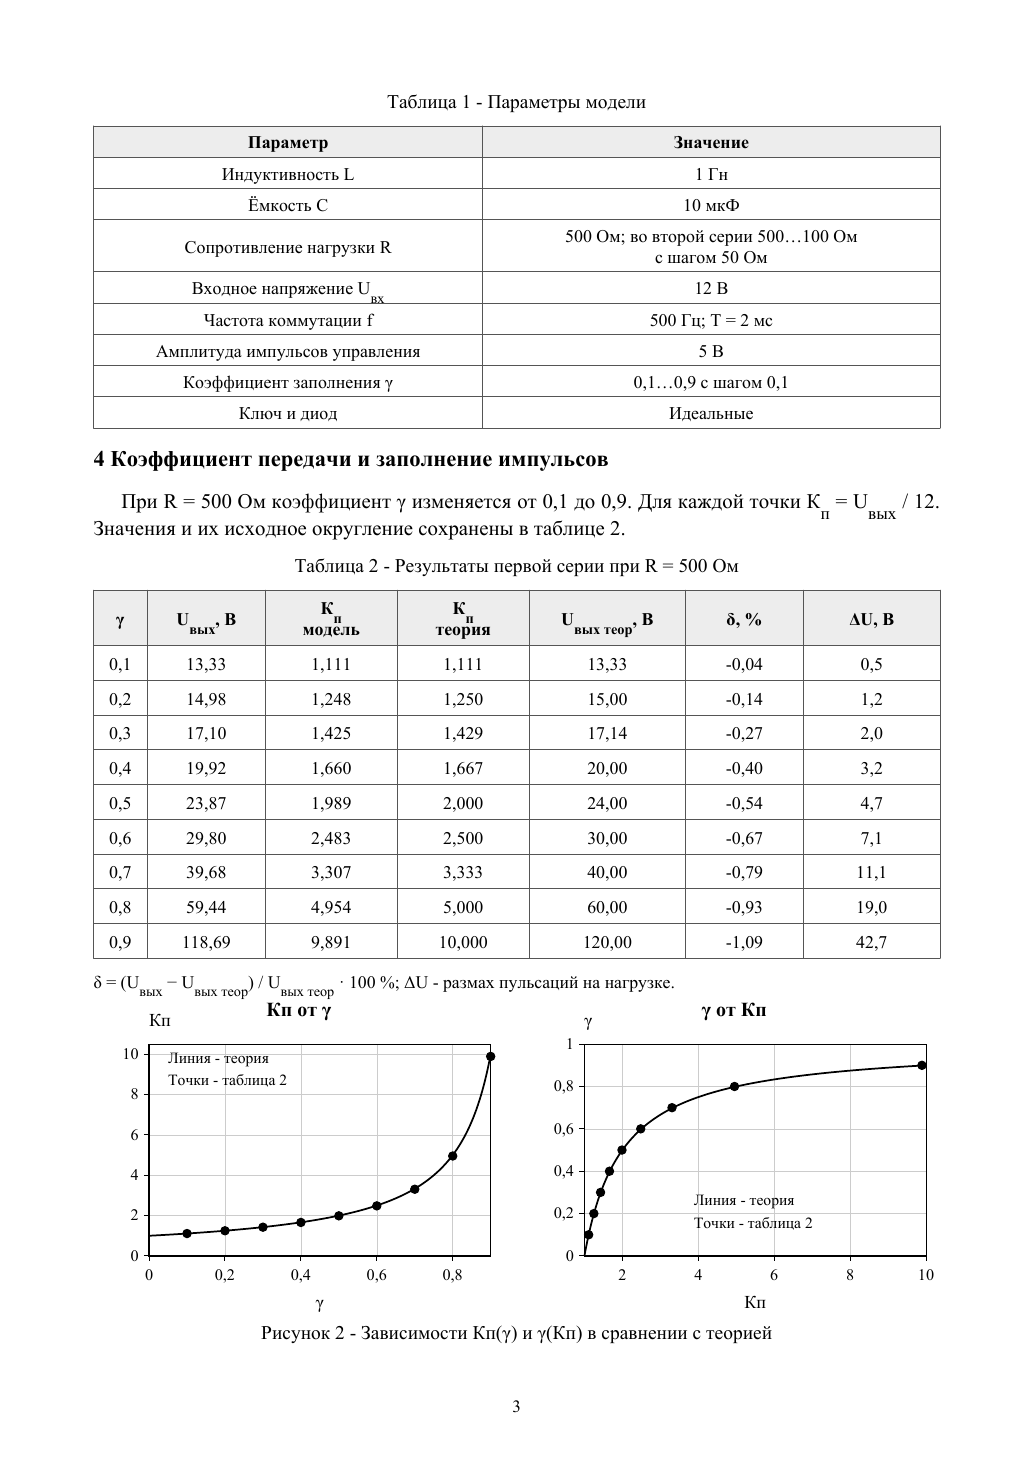 Таблица 1 - Параметры модели
Параметр Значение
Индуктивность L 1 Гн
Ёмкость C 10 мкФ
Сопротивление нагрузки R 500 Ом; во второй серии 500…100 Ом
с шагом 50 Ом
Входное напряжение Uвх 12 В
Частота коммутации f 500 Гц; T = 2 мс
Амплитуда импульсов управления 5 В
Коэффициент заполнения γ 0,1…0,9 с шагом 0,1
Ключ и диод Идеальные
4 Коэффициент передачи и заполнение импульсов
При R = 500 Ом коэффициент γ изменяется от 0,1 до 0,9. Для каждой точки Kп = Uвых / 12.
Значения и их исходное округление сохранены в таблице 2.
Таблица 2 - Результаты первой серии при R = 500 Ом
γ Uвых, В Kп модель Kп теория Uвых теор, В δ, % ΔU, В
0,1 13,33 1,111 1,111 13,33 -0,04 0,5
0,2 14,98 1,248 1,250 15,00 -0,14 1,2
0,3 17,10 1,425 1,429 17,14 -0,27 2,0
0,4 19,92 1,660 1,667 20,00 -0,40 3,2
0,5 23,87 1,989 2,000 24,00 -0,54 4,7
0,6 29,80 2,483 2,500 30,00 -0,67 7,1
0,7 39,68 3,307 3,333 40,00 -0,79 11,1
0,8 59,44 4,954 5,000 60,00 -0,93 19,0
0,9 118,69 9,891 10,000 120,00 -1,09 42,7
δ = (Uвых − Uвых теор) / Uвых теор · 100 %; ΔU - размах пульсаций на нагрузке.
Кп от γ
Кп
10
8
6
4
2
0
Линия - теория
Точки - таблица 2
0 0,2 0,4 0,6 0,8
γ
γ от Кп
γ
1
0,8
0,6
0,4
0,2
0
Линия - теория
Точки - таблица 2
2 4 6 8 10
Кп
Рисунок 2 - Зависимости Кп(γ) и γ(Кп) в сравнении с теорией
3